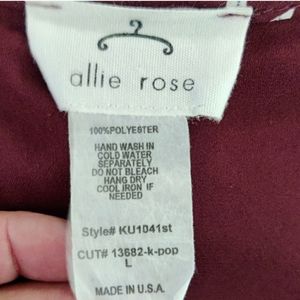 allie rose
100%POLYESTER
HAND WASH IN
COLD WATER
SEPARATELY
DO NOT BLEACH
HANG DRY
COOL IRON IF
NEEDED
Style# KU1041st
CUT# 13682-k-pop
L
MADE IN U.S.A.